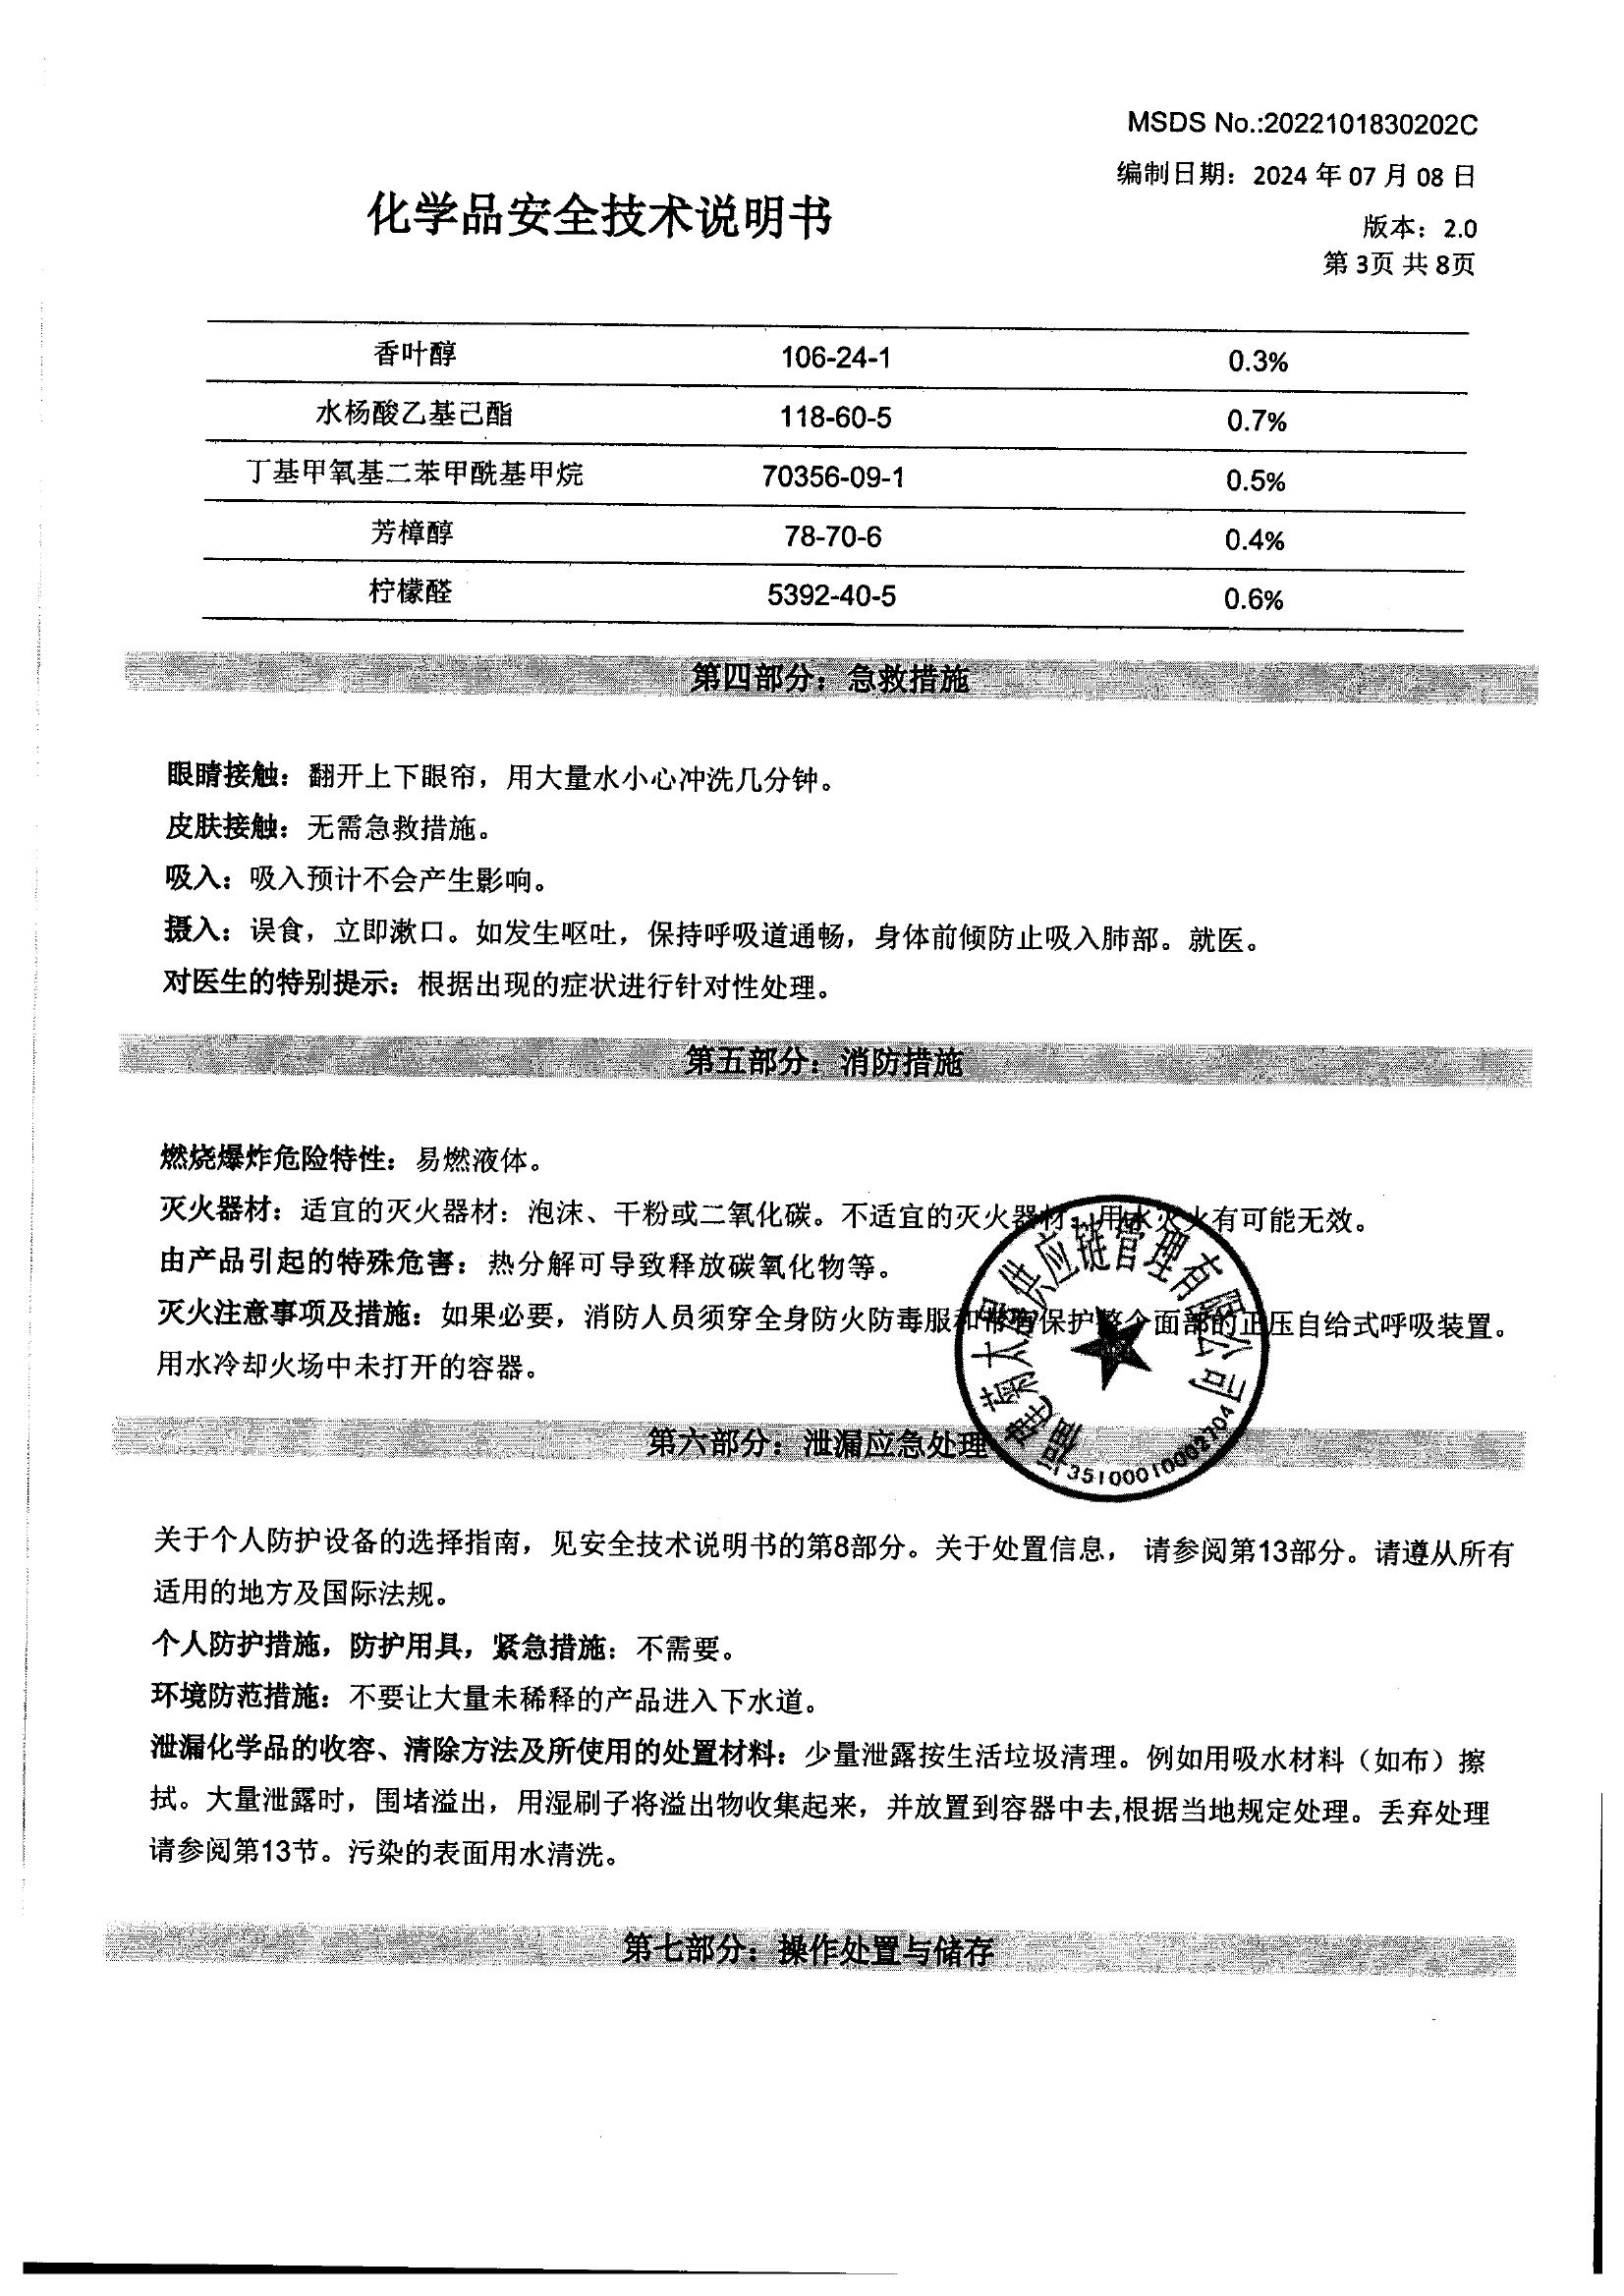 MSDS No.:2022101830202C
编制日期：2024 年 07 月 08 日
化学品安全技术说明书
版本：2.0
第 3页 共 8页
香叶醇 106-24-1 0.3%
水杨酸乙基己酯 118-60-5 0.7%
丁基甲氧基二苯甲酰基甲烷 70356-09-1 0.5%
芳樟醇 78-70-6 0.4%
柠檬醛 5392-40-5 0.6%
第四部分：急救措施
眼睛接触：翻开上下眼帘，用大量水小心冲洗几分钟。
皮肤接触：无需急救措施。
吸入：吸入预计不会产生影响。
摄入：误食，立即漱口。如发生呕吐，保持呼吸道通畅，身体前倾防止吸入肺部。就医。
对医生的特别提示：根据出现的症状进行针对性处理。
第五部分：消防措施
燃烧爆炸危险特性：易燃液体。
灭火器材：适宜的灭火器材：泡沫、干粉或二氧化碳。不适宜的灭火器材：用水灭火有可能无效。
由产品引起的特殊危害：热分解可导致释放碳氧化物等。
灭火注意事项及措施：如果必要，消防人员须穿全身防火防毒服和带有保护整个面部的正压自给式呼吸装置。
用水冷却火场中未打开的容器。
供应链管理有限公司
第六部分：泄漏应急处理
关于个人防护设备的选择指南，见安全技术说明书的第8部分。关于处置信息， 请参阅第13部分。请遵从所有
适用的地方及国际法规。
个人防护措施，防护用具，紧急措施：不需要。
环境防范措施：不要让大量未稀释的产品进入下水道。
泄漏化学品的收容、清除方法及所使用的处置材料：少量泄露按生活垃圾清理。例如用吸水材料（如布）擦
拭。大量泄露时，围堵溢出，用湿刷子将溢出物收集起来，并放置到容器中去,根据当地规定处理。丢弃处理
请参阅第13节。污染的表面用水清洗。
第七部分：操作处置与储存